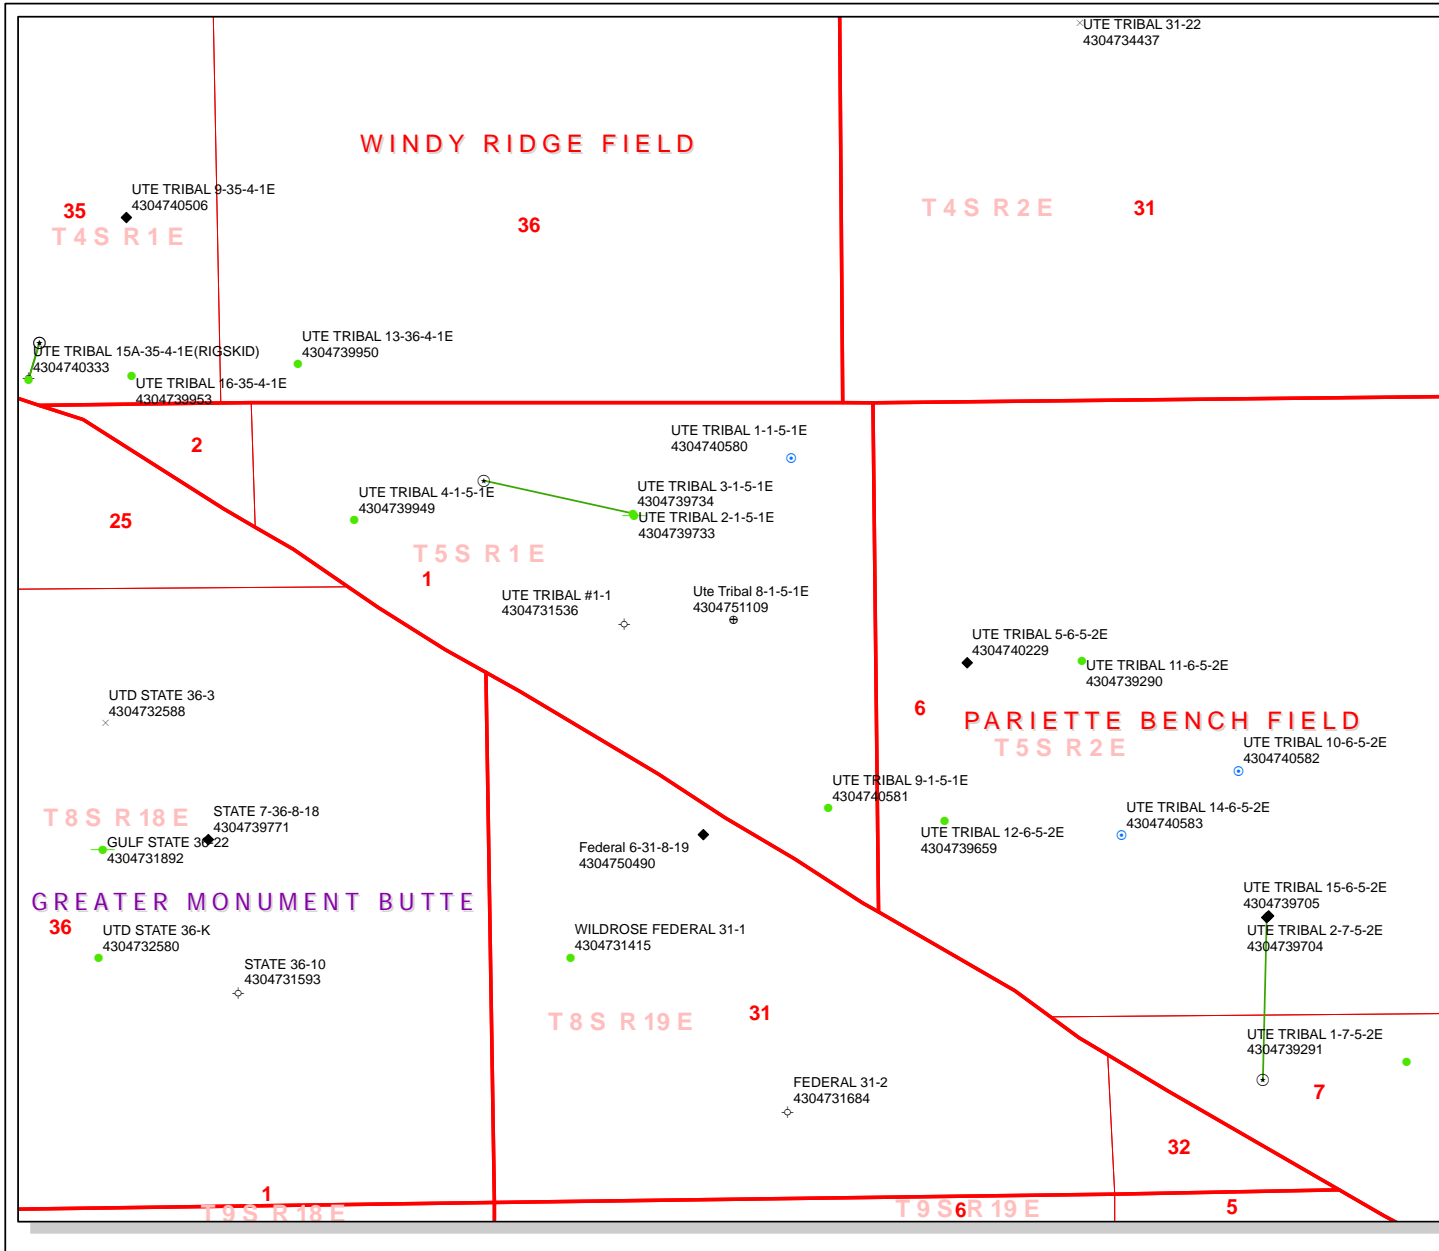 UTE TRIBAL 31-22
4304734437
WINDY RIDGE FIELD
UTE TRIBAL 9-35-4-1E
4304740506
35
T4S R1E
36
T4S R2E
31
UTE TRIBAL 13-36-4-1E
4304739950
UTE TRIBAL 15A-35-4-1E(RIGSKID)
4304740333
UTE TRIBAL 16-35-4-1E
4304739953
2
UTE TRIBAL 1-1-5-1E
4304740580
UTE TRIBAL 4-1-5-1E
4304739949
UTE TRIBAL 3-1-5-1E
4304739734
UTE TRIBAL 2-1-5-1E
4304739733
25
T5S R1E
1
UTE TRIBAL #1-1
4304731536
Ute Tribal 8-1-5-1E
4304751109
UTE TRIBAL 5-6-5-2E
4304740229
UTE TRIBAL 11-6-5-2E
4304739290
UTD STATE 36-3
4304732588
6
PARIETTE BENCH FIELD
T5S R2E
UTE TRIBAL 10-6-5-2E
4304740582
UTE TRIBAL 9-1-5-1E
4304740581
T8S R18E
STATE 7-36-8-18
4304739771
GULF STATE 36-22
4304731892
UTE TRIBAL 14-6-5-2E
4304740583
UTE TRIBAL 12-6-5-2E
4304739659
Federal 6-31-8-19
4304750490
GREATER MONUMENT BUTTE
36
UTE TRIBAL 15-6-5-2E
4304739705
UTE TRIBAL 2-7-5-2E
4304739704
UTD STATE 36-K
4304732580
WILDROSE FEDERAL 31-1
4304731415
STATE 36-10
4304731593
T8S R19E
31
UTE TRIBAL 1-7-5-2E
4304739291
FEDERAL 31-2
4304731684
7
32
1
T9S R18E
T9S R19E
6
5